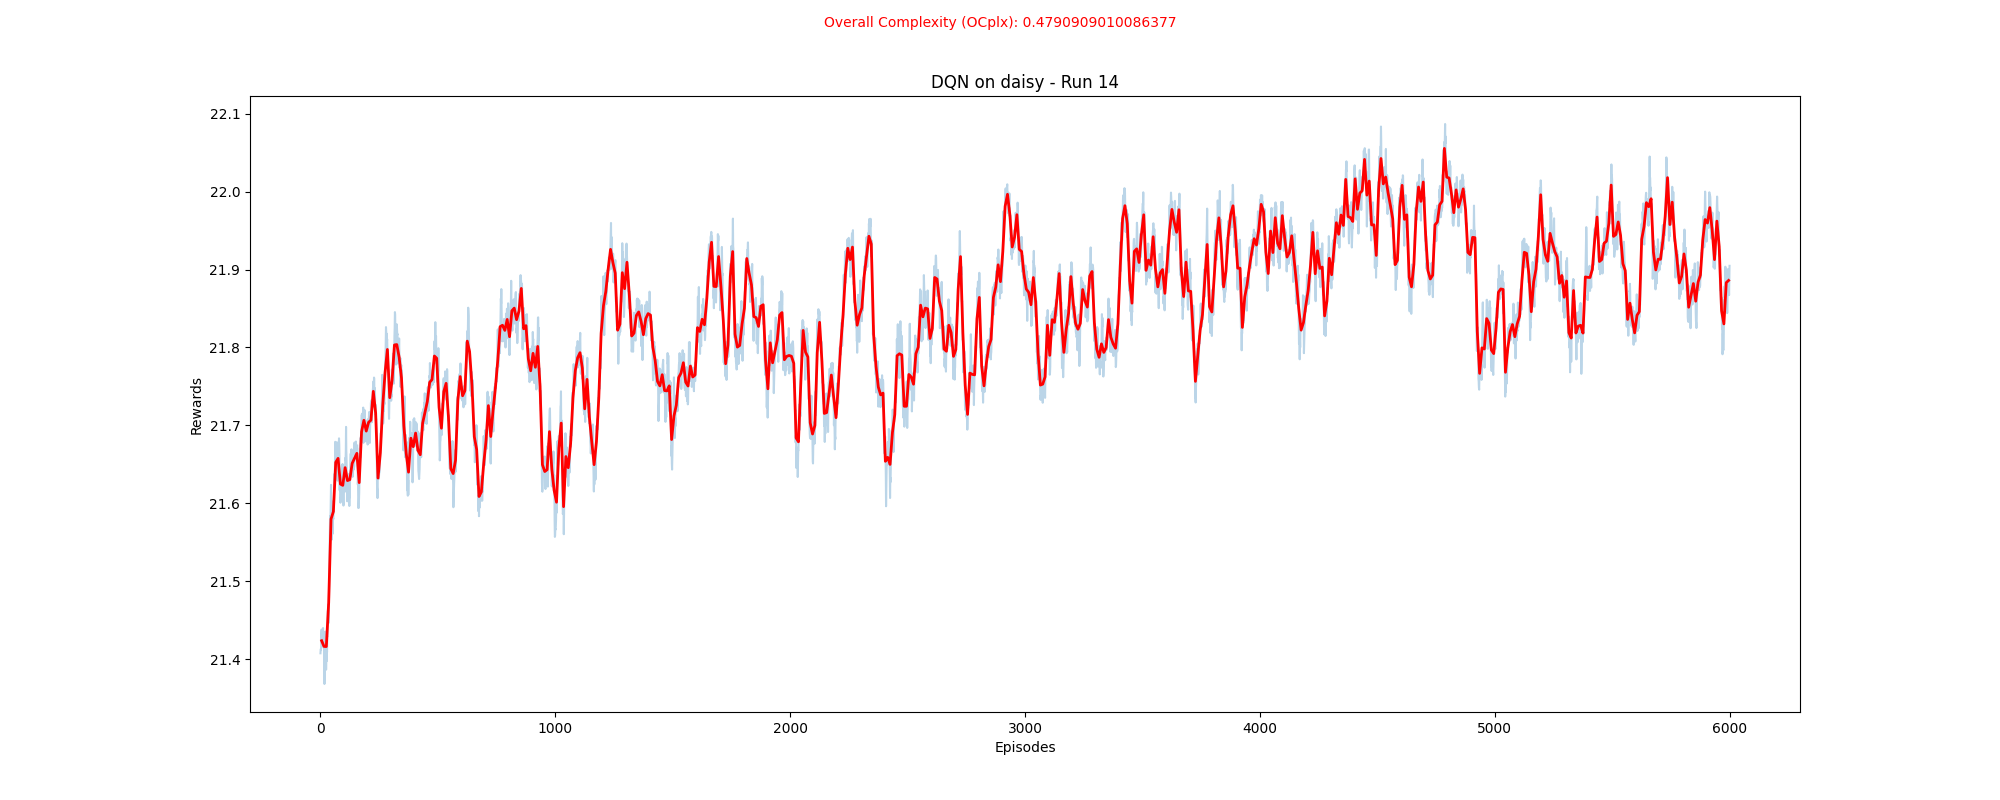 Overall Complexity (OCplx): 0.4790909010086377
DQN on daisy - Run 14
22.1
22.0
21.9
21.8
21.7
21.6
21.5
21.4
Rewards
0 1000 2000 3000 4000 5000 6000
Episodes